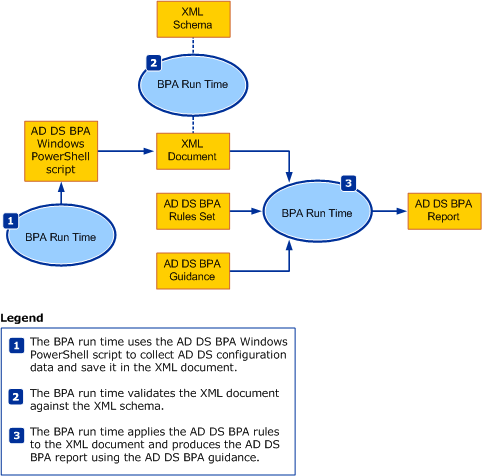 XML
Schema
2
BPA Run Time
AD DS BPA
Windows
PowerShell
script
XML
Document
1
BPA Run Time
AD DS BPA
Rules Set
3
BPA Run Time
AD DS BPA
Report
AD DS BPA
Guidance
Legend
1 The BPA run time uses the AD DS BPA Windows
PowerShell script to collect AD DS configuration
data and save it in the XML document.
2 The BPA run time validates the XML document
against the XML schema.
3 The BPA run time applies the AD DS BPA rules
to the XML document and produces the AD DS
BPA report using the AD DS BPA guidance.